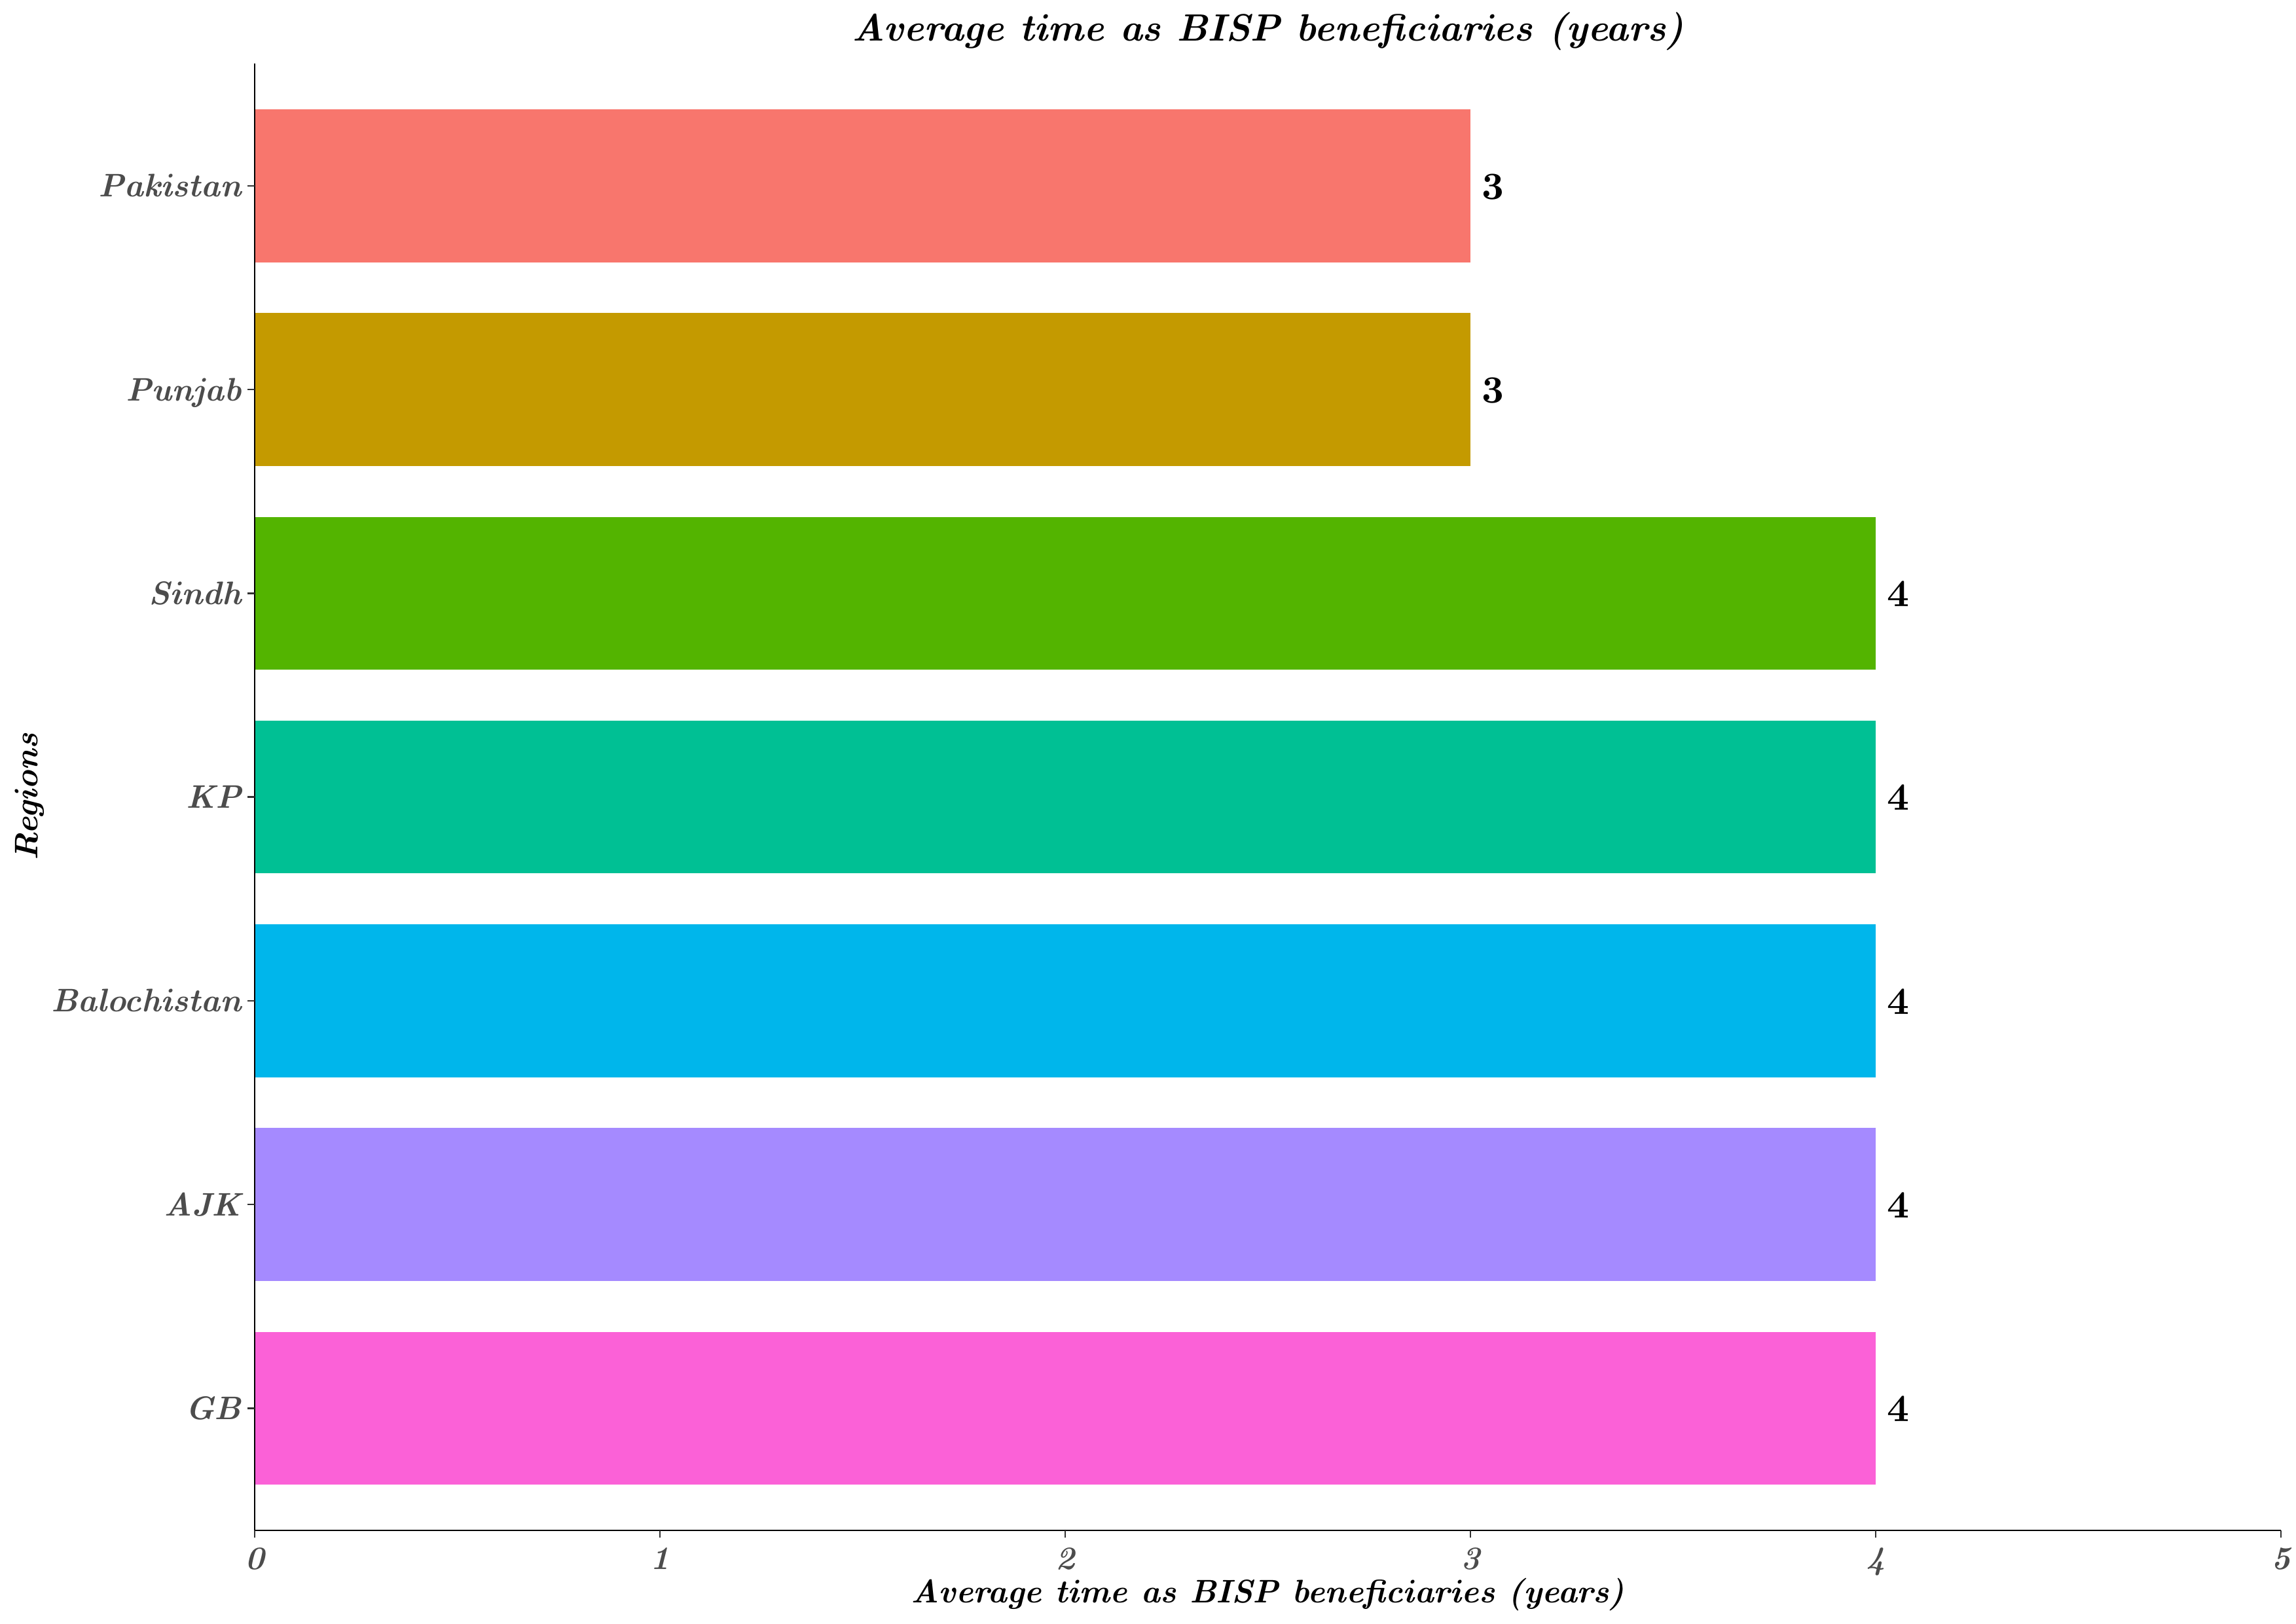 Average time as BISP beneficiaries (years)
Pakistan
3
Punjab
3
Sindh
4
KP
4
Regions
Balochistan
4
AJK
4
GB
4
0 1 2 3 4 5
Average time as BISP beneficiaries (years)